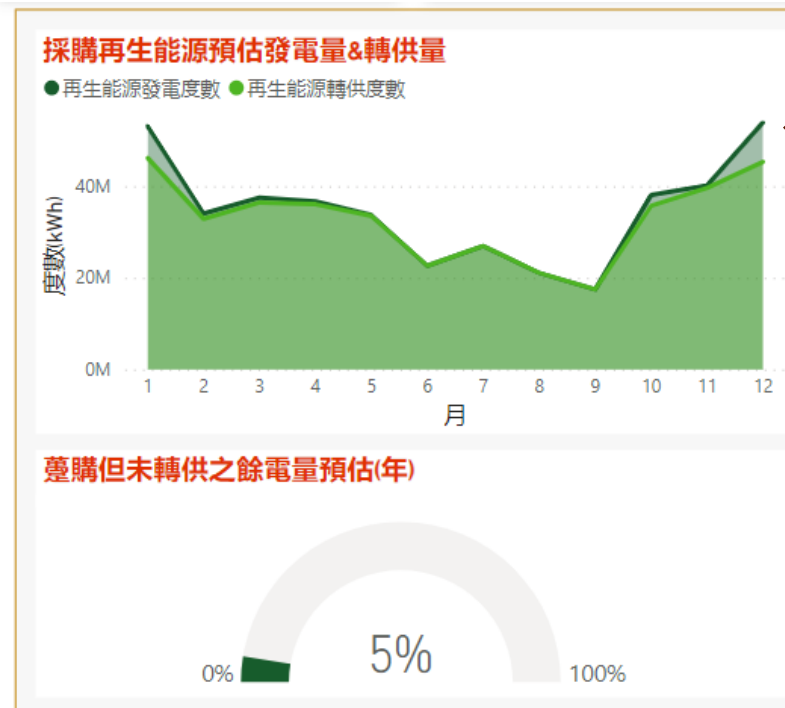 採購再生能源預估發電量&轉供量
再生能源發電度數 再生能源轉供度數
40M
20M
0M
度數(kWh)
1 2 3 4 5 6 7 8 9 10 11 12
月
躉購但未轉供之餘電量預估(年)
5%
0% 100%